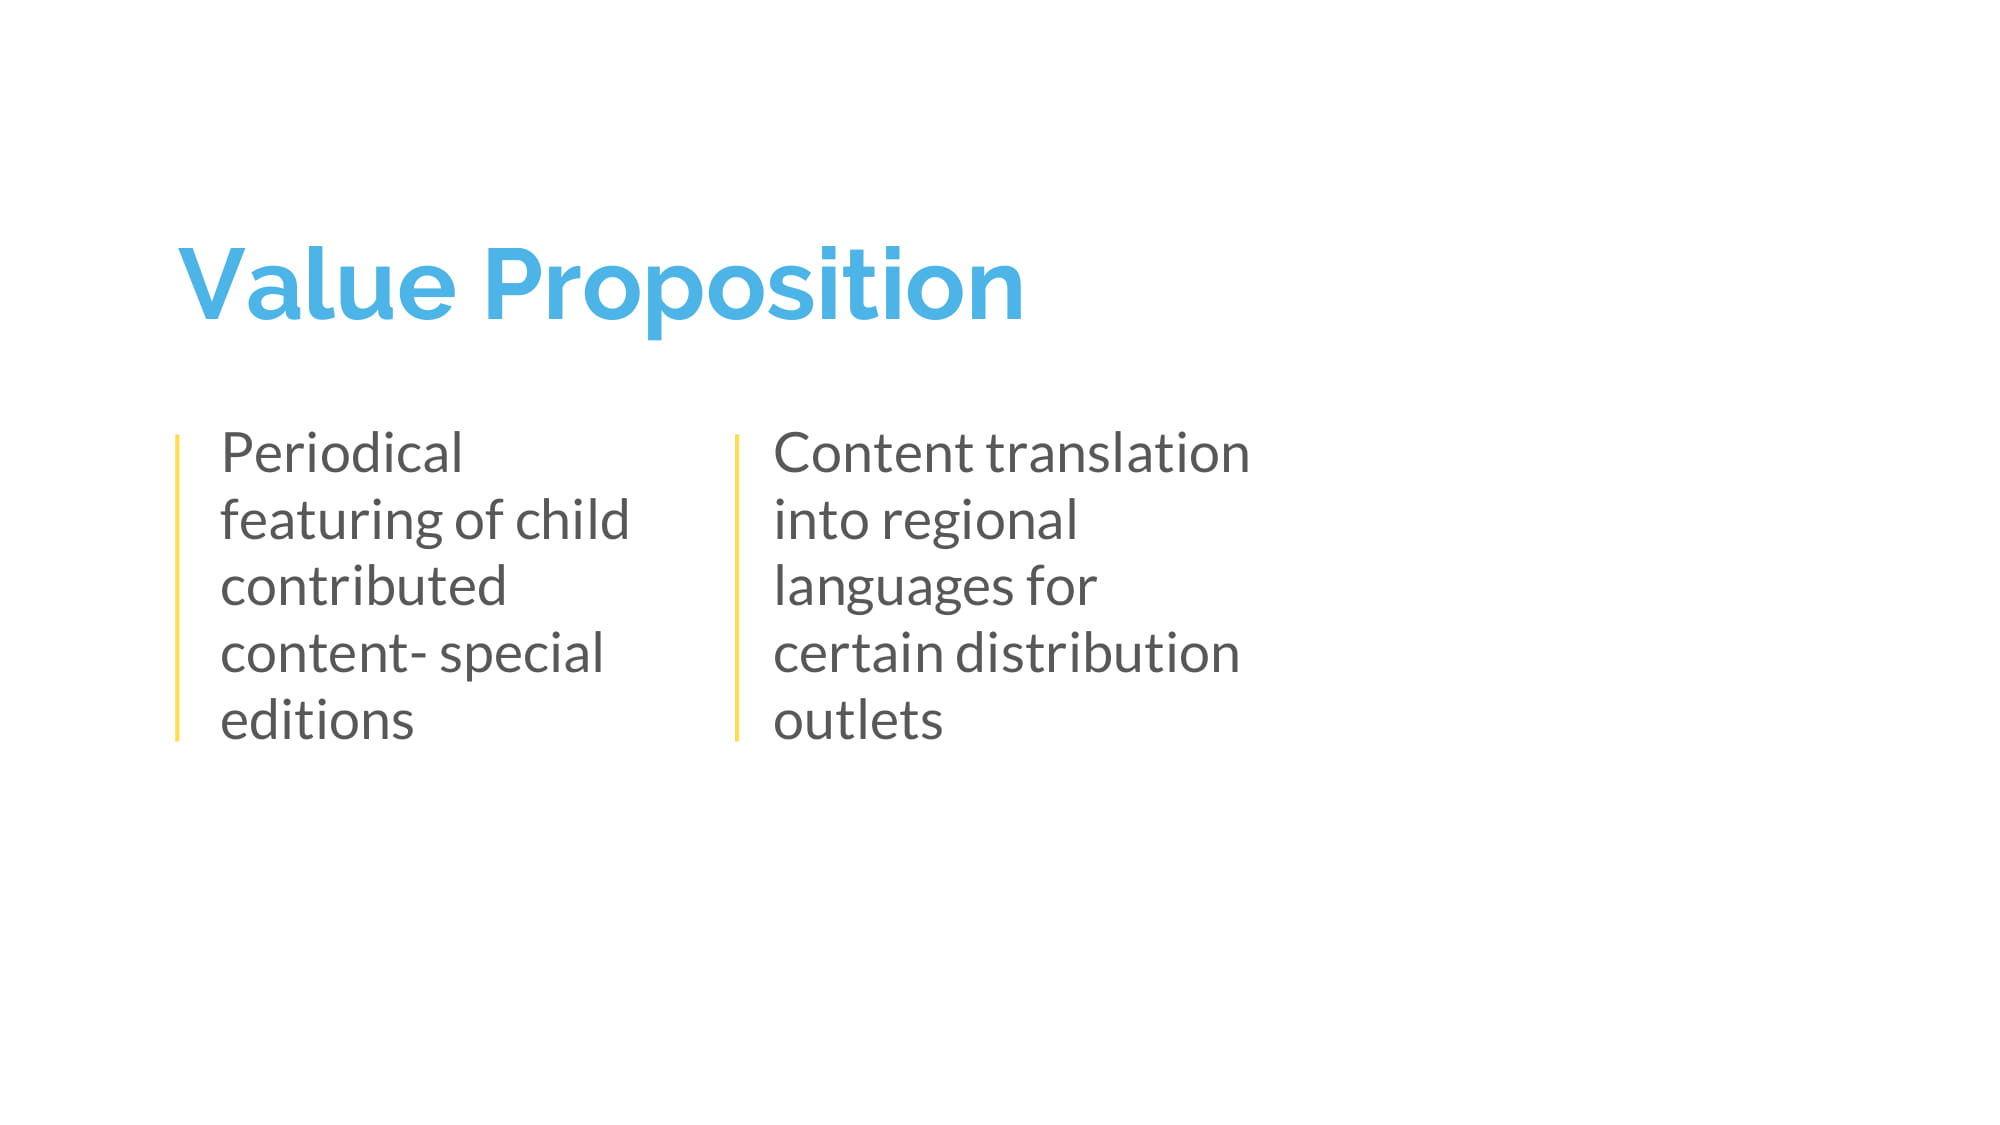 Value Proposition
Periodical
featuring of child
contributed
content- special
editions
Content translation
into regional
languages for
certain distribution
outlets